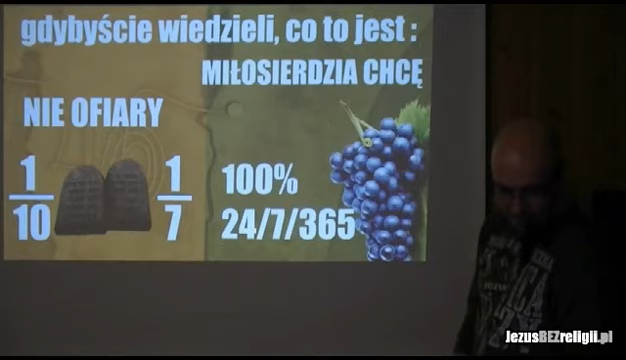 gdybyście wiedzieli, co to jest :
MIŁOSIERDZIA CHCĘ
NIE OFIARY
1
10
1
7
100%
24/7/365
JezusBEZreligii.pl